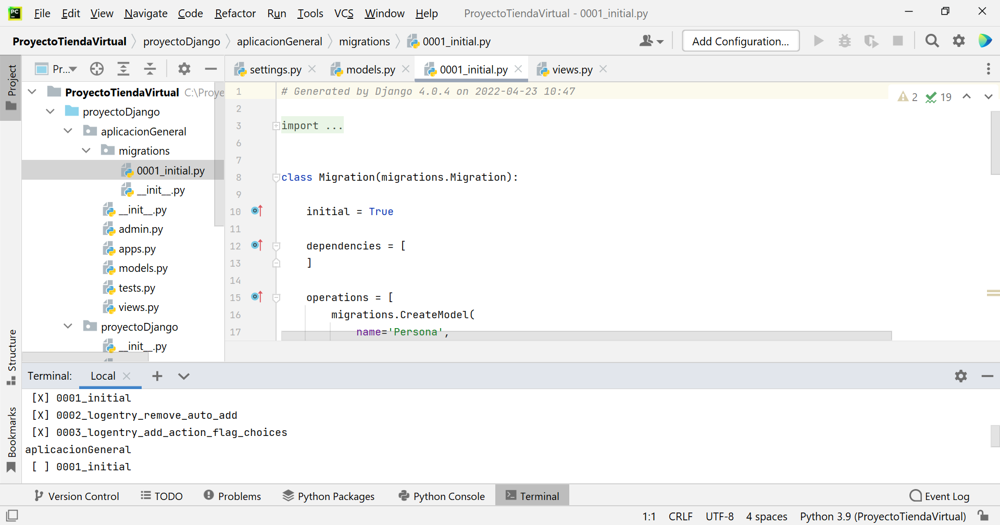 PC
File Edit View Navigate Code Refactor Run Tools VCS Window Help ProyectoTiendaVirtual - 0001_initial.py
ProyectoTiendaVirtual proyectoDjango aplicacionGeneral migrations 0001_initial.py Add Configuration...
Project
Structure
Bookmarks
Pr...
settings.py models.py 0001_initial.py views.py
ProyectoTiendaVirtual C:\Proye
proyectoDjango
aplicacionGeneral
migrations
0001_initial.py
__init__.py
__init__.py
admin.py
apps.py
models.py
tests.py
views.py
proyectoDjango
__init__.py
1 # Generated by Django 4.0.4 on 2022-04-23 10:47
2 19
2
3 import ...
6
7
8 class Migration(migrations.Migration):
9
10 initial = True
11
12 dependencies = [
13 ]
14
15 operations = [
16 migrations.CreateModel(
17 name='Persona',
Terminal: Local
[X] 0001_initial
[X] 0002_logentry_remove_auto_add
[X] 0003_logentry_add_action_flag_choices
aplicacionGeneral
[ ] 0001_initial
Version Control TODO Problems Python Packages Python Console Terminal Event Log
1:1 CRLF UTF-8 4 spaces Python 3.9 (ProyectoTiendaVirtual)